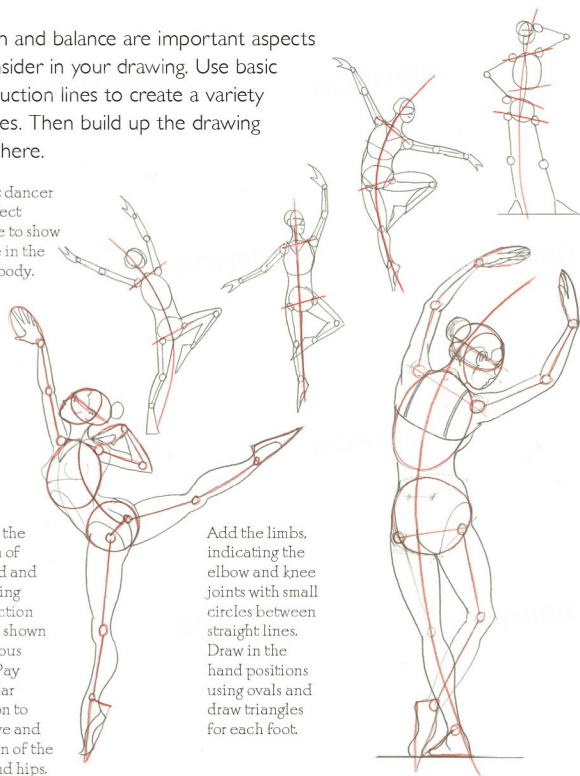 n and balance are important aspects
nsider in your drawing. Use basic
uction lines to create a variety
es. Then build up the drawing
here.
dancer
ect
e to show
e in the
body.
the
n of
d and
ing
ction
shown
ous
Pay
ar
on to
ve and
n of the
nd hips.
Add the limbs,
indicating the
elbow and knee
joints with small
circles between
straight lines.
Draw in the
hand positions
using ovals and
draw triangles
for each foot.